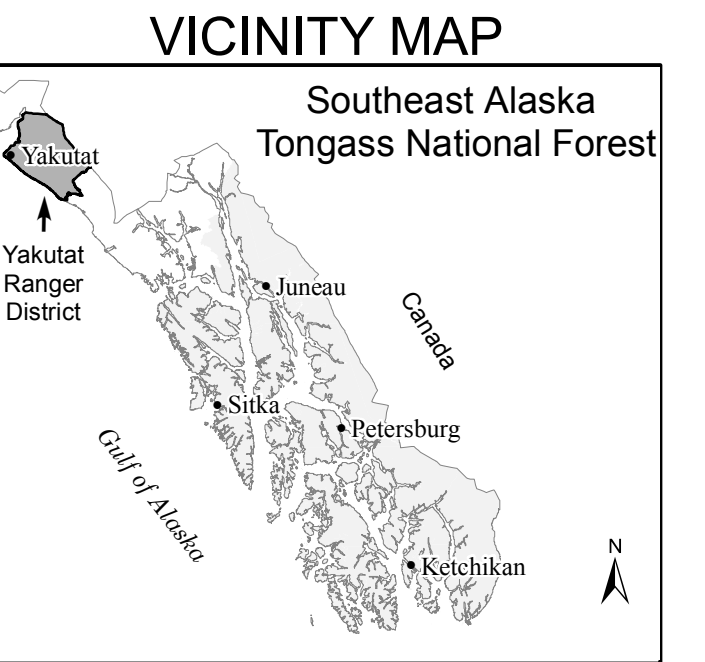 VICINITY MAP
Southeast Alaska
Tongass National Forest
Yakutat
Yakutat
Ranger
District
Juneau
Canada
Sitka
Petersburg
Gulf of Alaska
Ketchikan
N